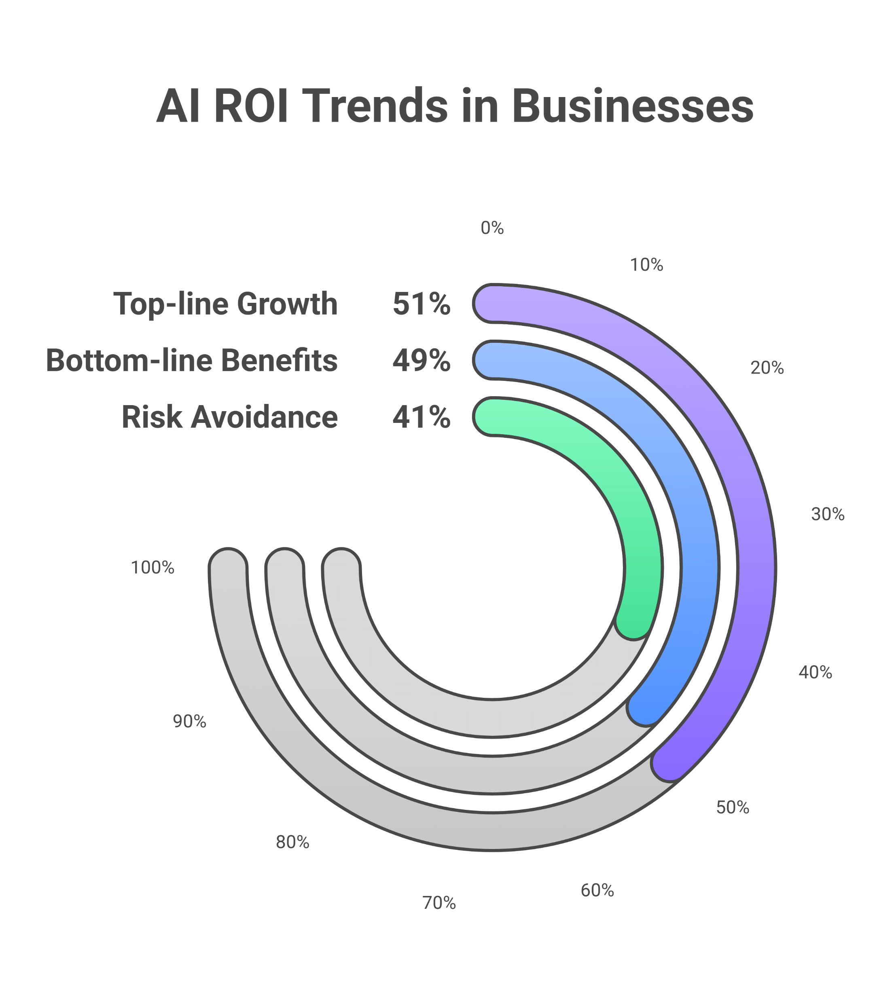 AI ROI Trends in Businesses
0%
10%
Top-line Growth 51%
20%
Bottom-line Benefits 49%
Risk Avoidance 41%
30%
100%
40%
90%
50%
80%
60%
70%